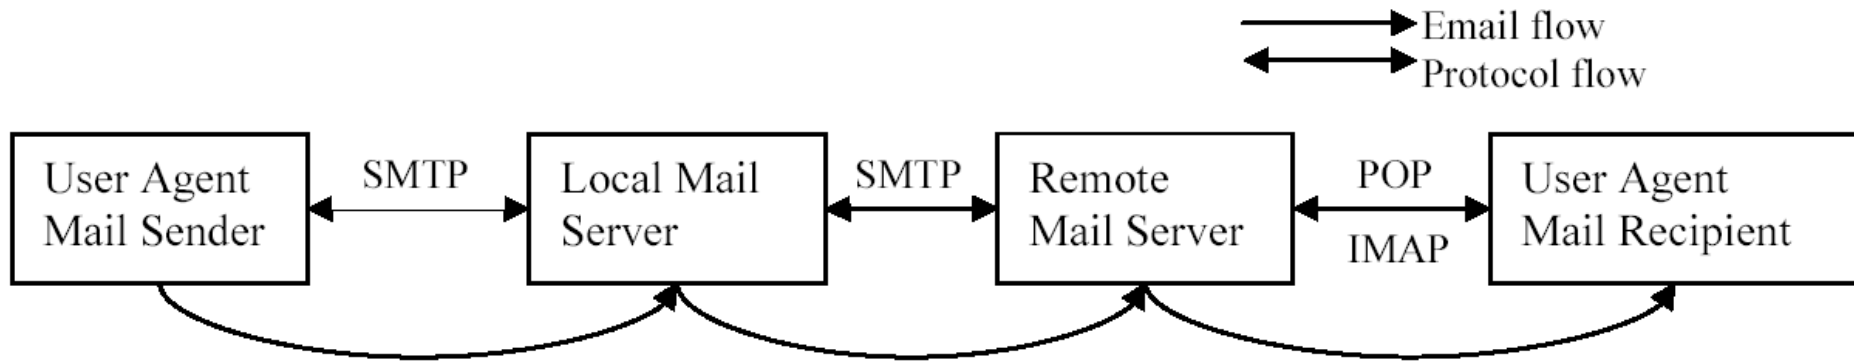 Email flow
Protocol flow
User Agent
Mail Sender
SMTP
Local Mail
Server
SMTP
Remote
Mail Server
POP
IMAP
User Agent
Mail Recipient